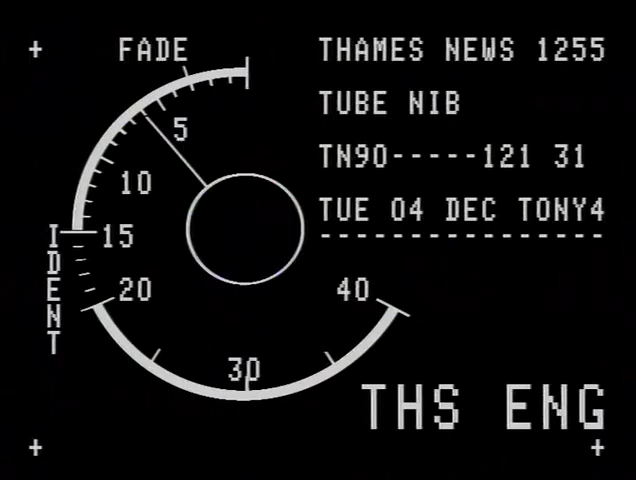 FADE
THAMES NEWS 1255
TUBE NIB
TN90-----121 31
TUE 04 DEC TONY4
----------------
5
10
15
20
30
40
IDENT
THS ENG